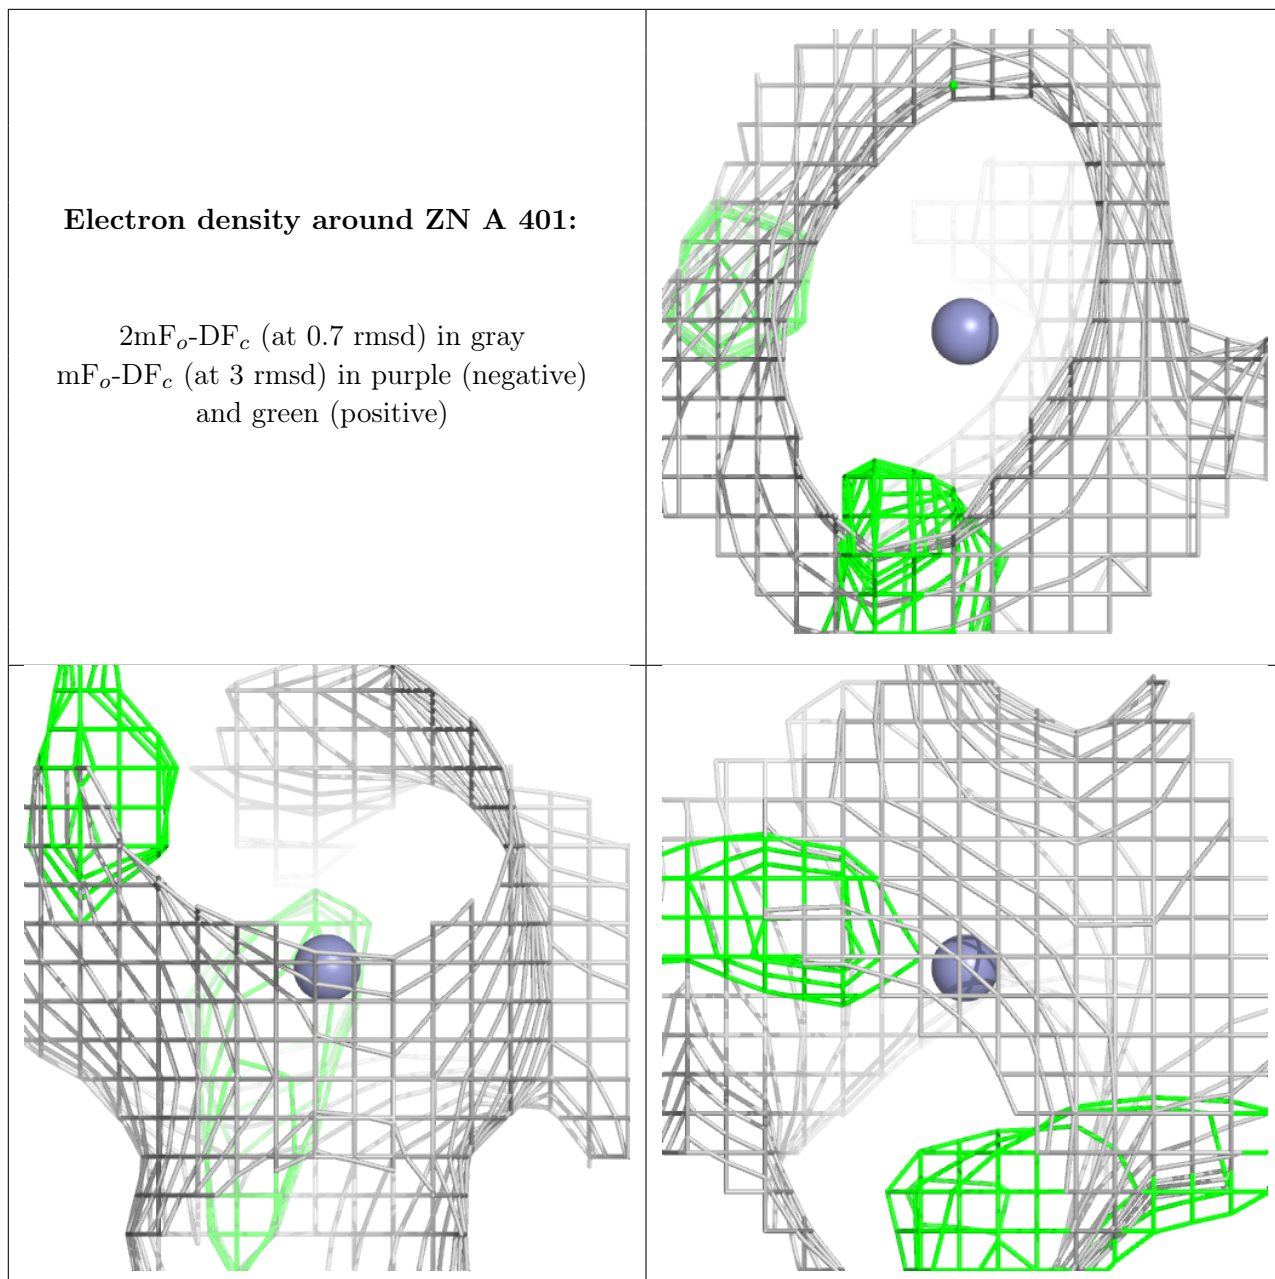 Electron density around ZN A 401:
2mFo-DFc (at 0.7 rmsd) in gray
mFo-DFc (at 3 rmsd) in purple (negative)
and green (positive)